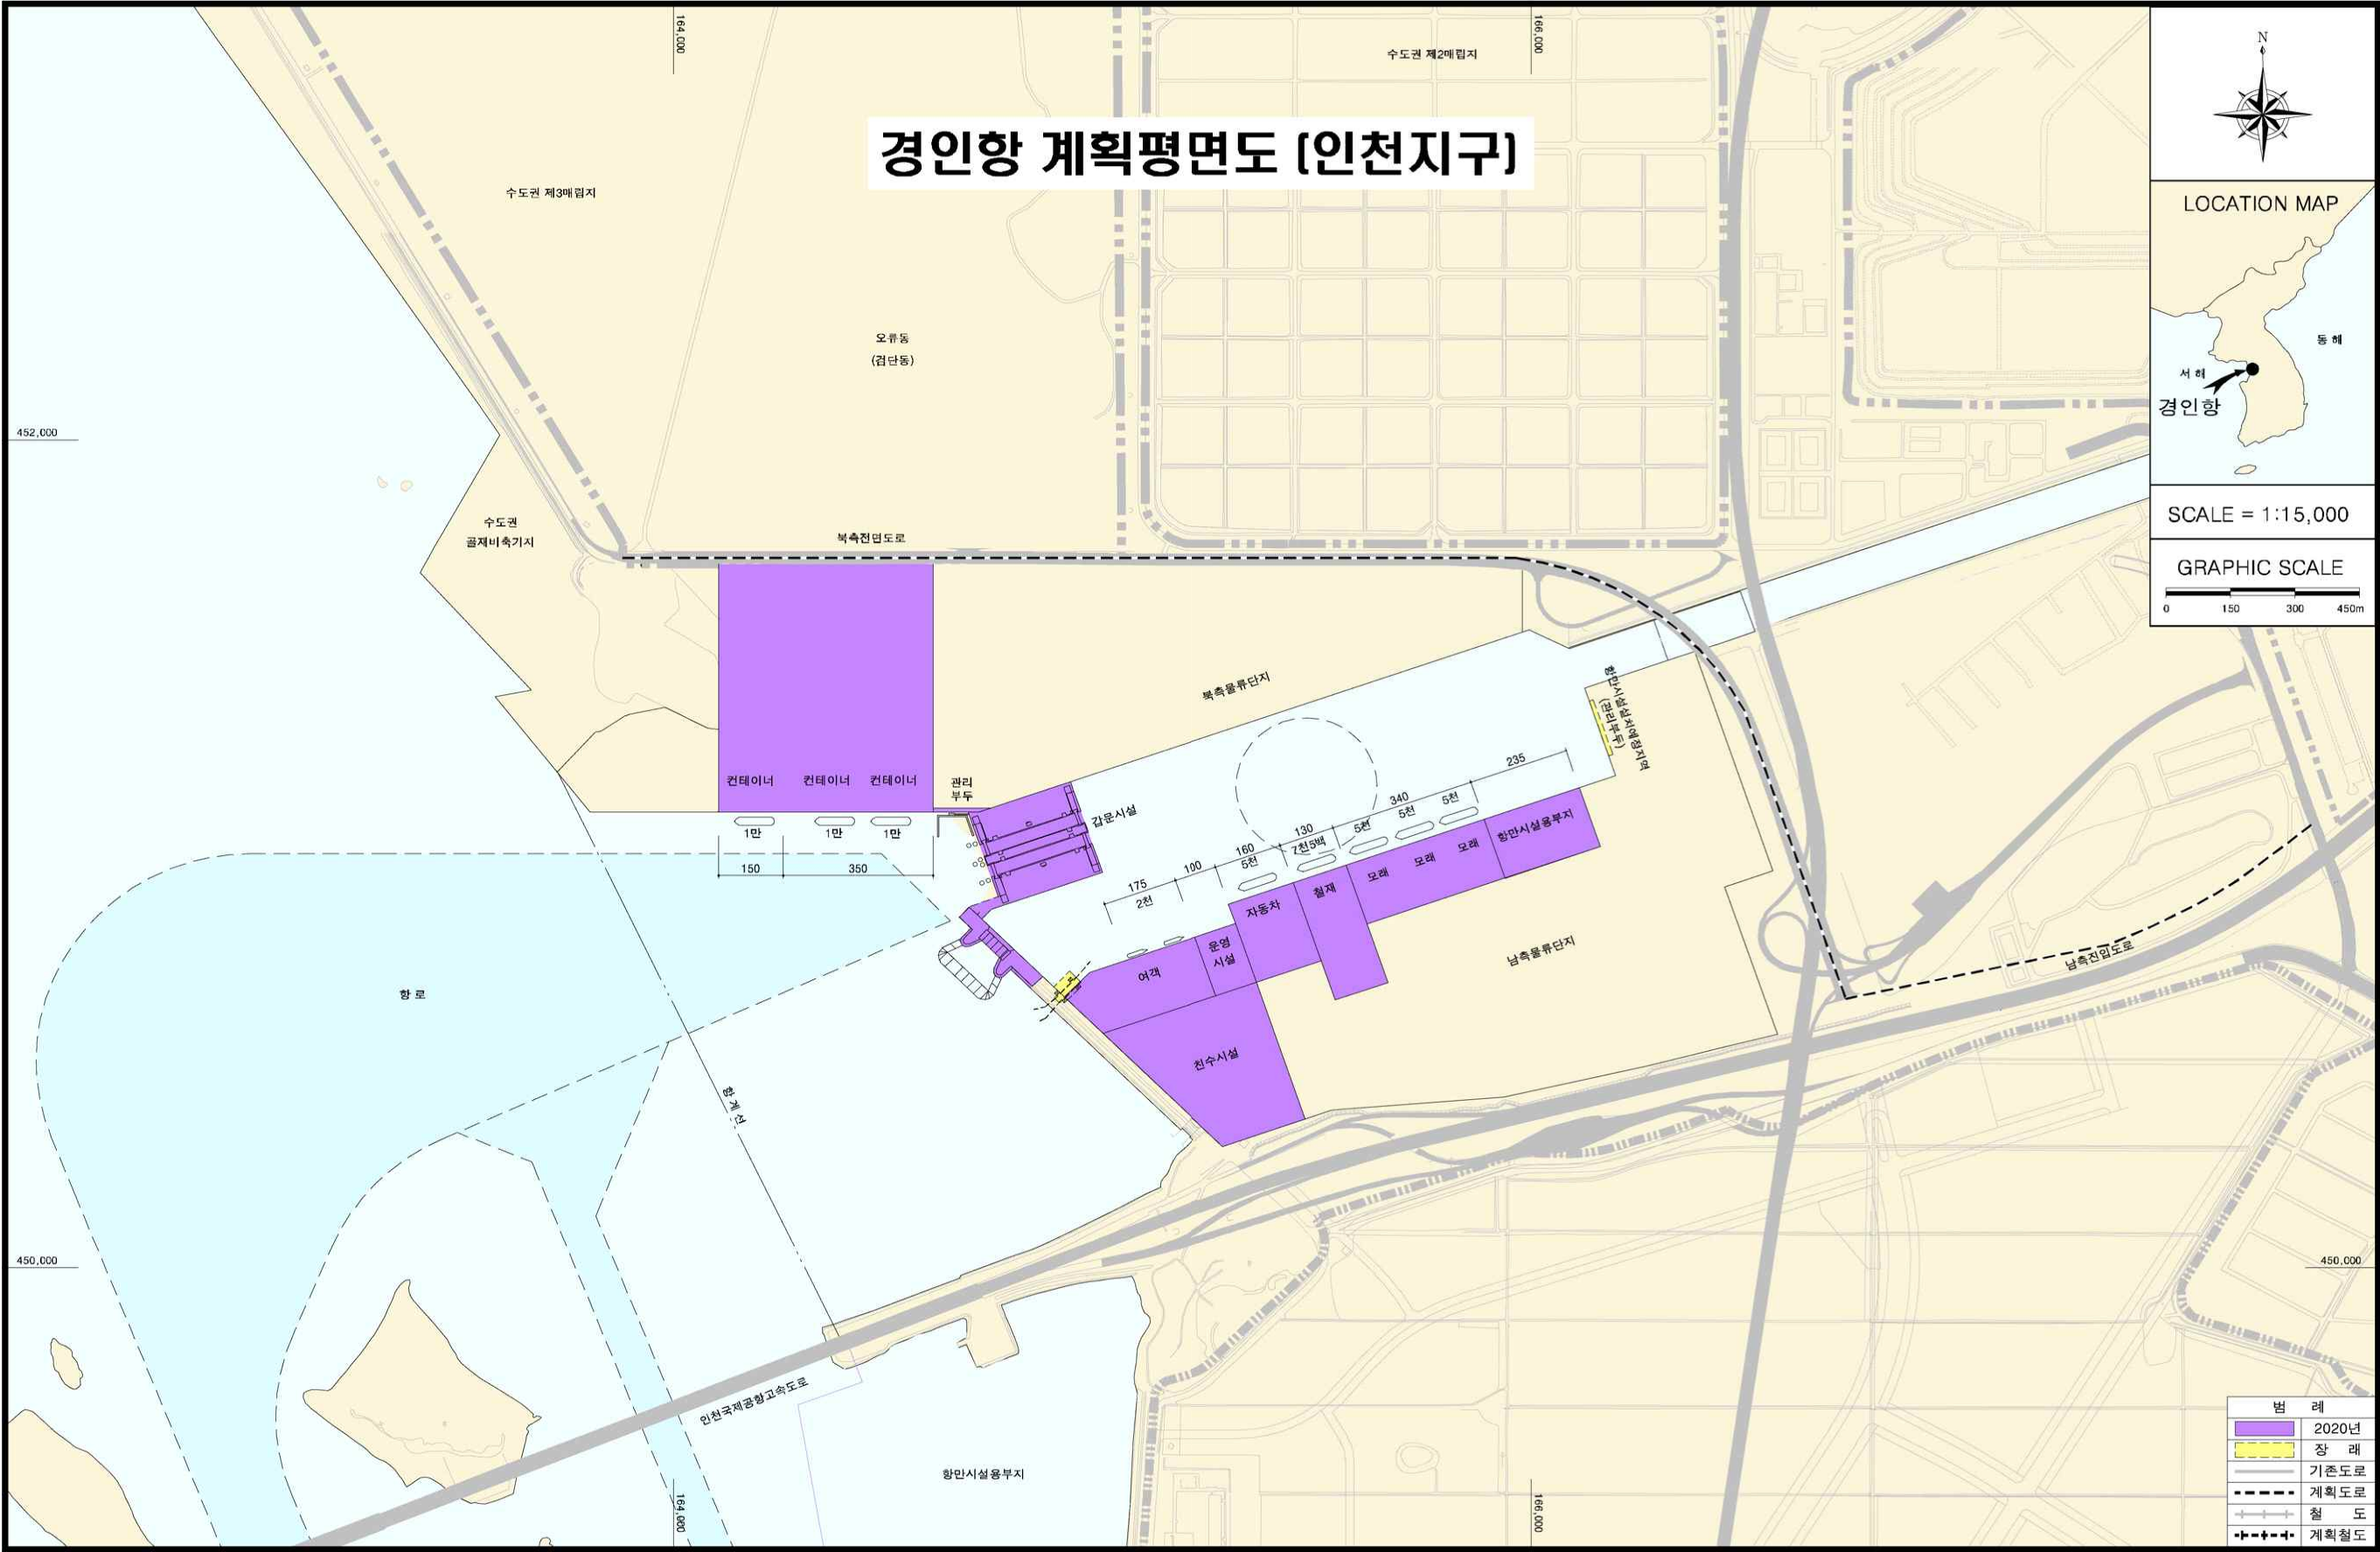 164,000
166,000
수도권 제2매립지
경인항 계획평면도 (인천지구)
수도권 제3매립지
오류동
(검단동)
N
LOCATION MAP
동 해
서 해
경인항
SCALE = 1:15,000
GRAPHIC SCALE
0 150 300 450m
452,000
수도권
골재비축기지
북측전면도로
북측물류단지
항만시설설치예정지역
(관리부두)
컨테이너 컨테이너 컨테이너
관리
부두
1만 1만 1만
150 350
갑문시설
235
340
130
160
100
175
5천
5천
5천
7천5백
5천
2천
항만시설용부지
모래
모래
모래
철재
자동차
운영
시설
여객
친수시설
남측물류단지
남측진입도로
항 로
항 계 선
450,000
450,000
인천국제공항고속도로
항만시설용부지
164,000
166,000
범 례
2020년
장 래
기존도로
계획도로
철 도
계획철도